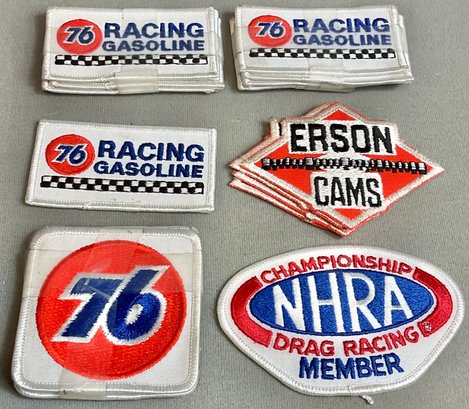 76 RACING
GASOLINE
76 RACING
GASOLINE
76 RACING
GASOLINE
ERSON
CAMS
76
CHAMPIONSHIP
NHRA
DRAG RACING
MEMBER